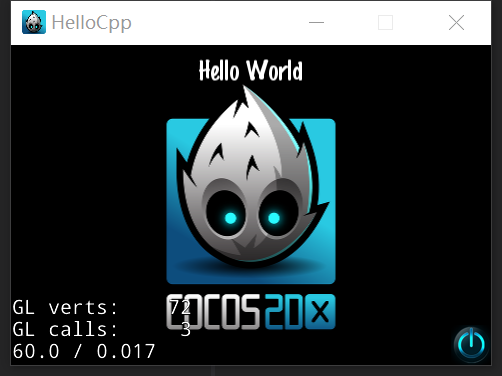 HelloCpp
Hello World
COCOS2DX
GL verts: 72
GL calls: 3
60.0 / 0.017